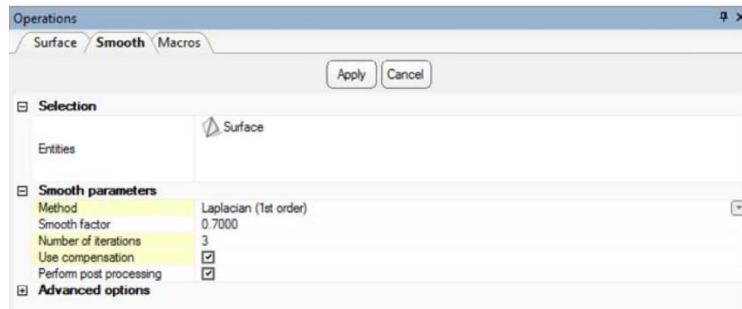 Operations
Surface Smooth Macros
Apply Cancel
Selection
Entities Surface
Smooth parameters
Method Laplacian (1st order)
Smooth factor 0.7000
Number of iterations 3
Use compensation
Perform post processing
Advanced options